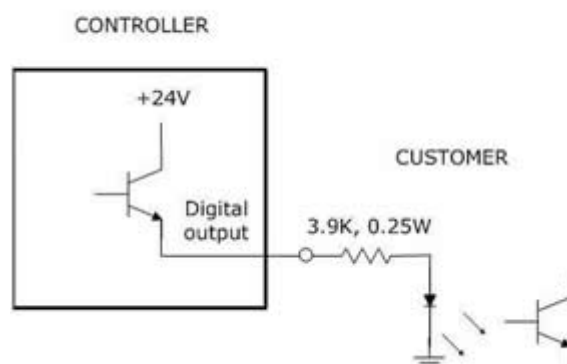 CONTROLLER
+24V
CUSTOMER
Digital
output
3.9K, 0.25W